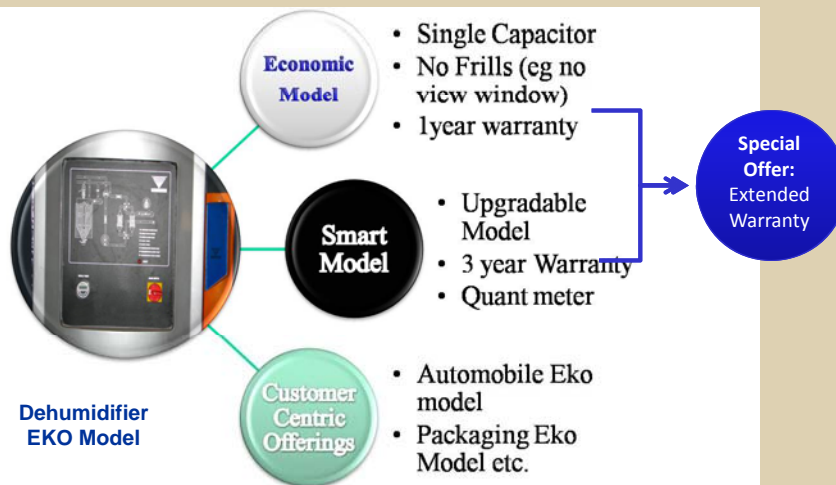 Economic
Model
• Single Capacitor
• No Frills (eg no
view window)
• 1year warranty
Special
Offer:
Extended
Warranty
Smart
Model
• Upgradable
Model
• 3 year Warranty
• Quant meter
Customer
Centric
Offerings
• Automobile Eko
model
• Packaging Eko
Model etc.
Dehumidifier
EKO Model